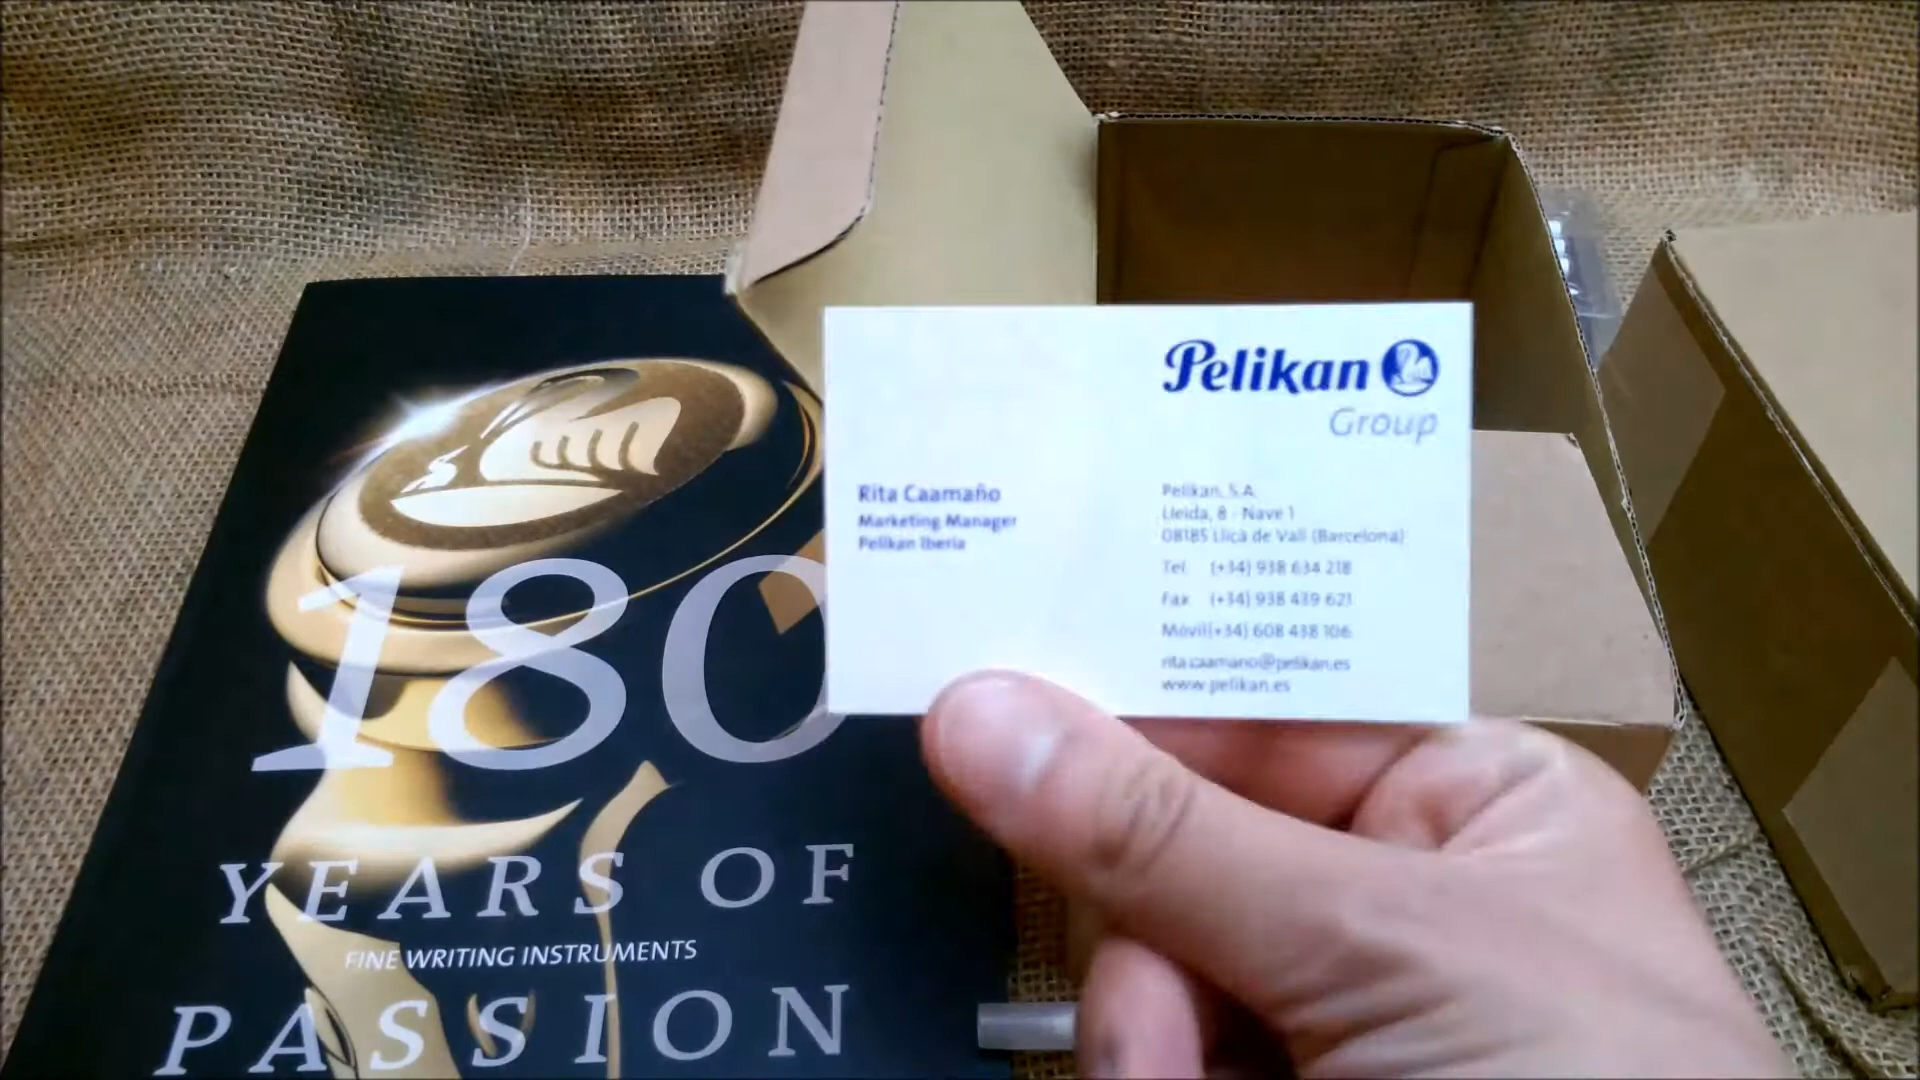 180
YEARS OF
FINE WRITING INSTRUMENTS
PASSION
Pelikan
Group
Rita Caamaño
Marketing Manager
Pelikan Iberia
Pelikan, S.A.
Lleida, 8 - Nave 1
08185 Lliçà de Vall (Barcelona)
Tel (+34) 938 634 218
Fax (+34) 938 439 621
Móvil(+34) 608 438 106
rita.caamano@pelikan.es
www.pelikan.es